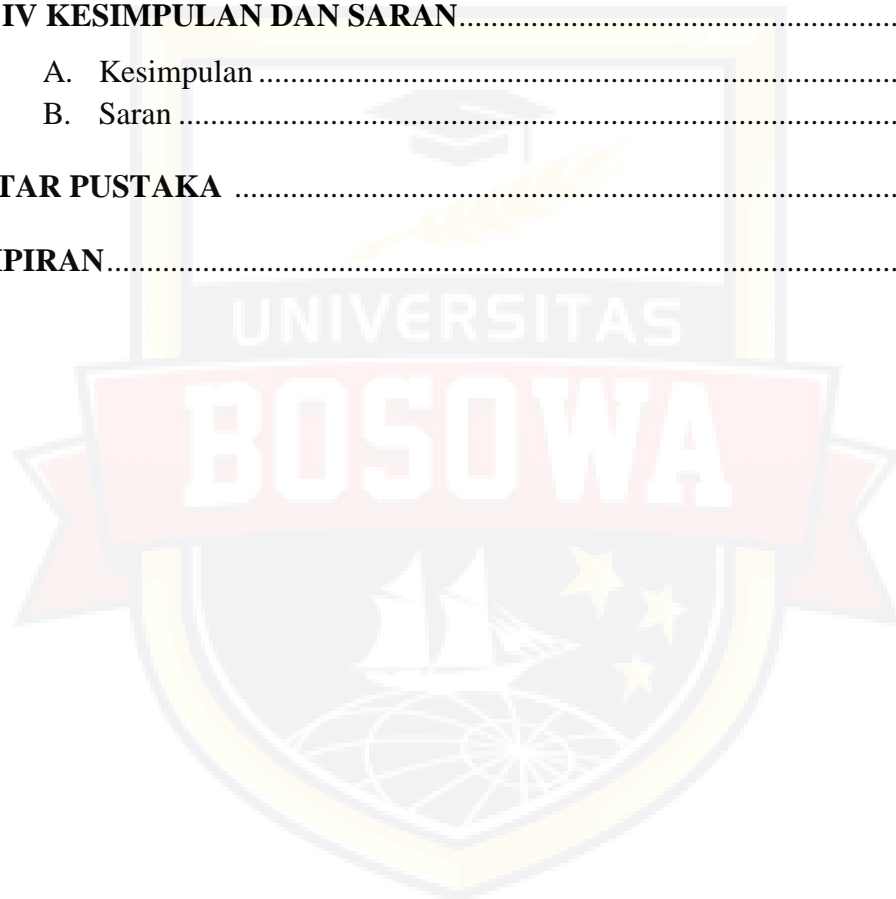 IV KESIMPULAN DAN SARAN................................................................
A. Kesimpulan ................................................................................
B. Saran ..........................................................................................
TAR PUSTAKA ...................................................................................
PIRAN..................................................................................................
UNIVERSITAS
BOSOWA